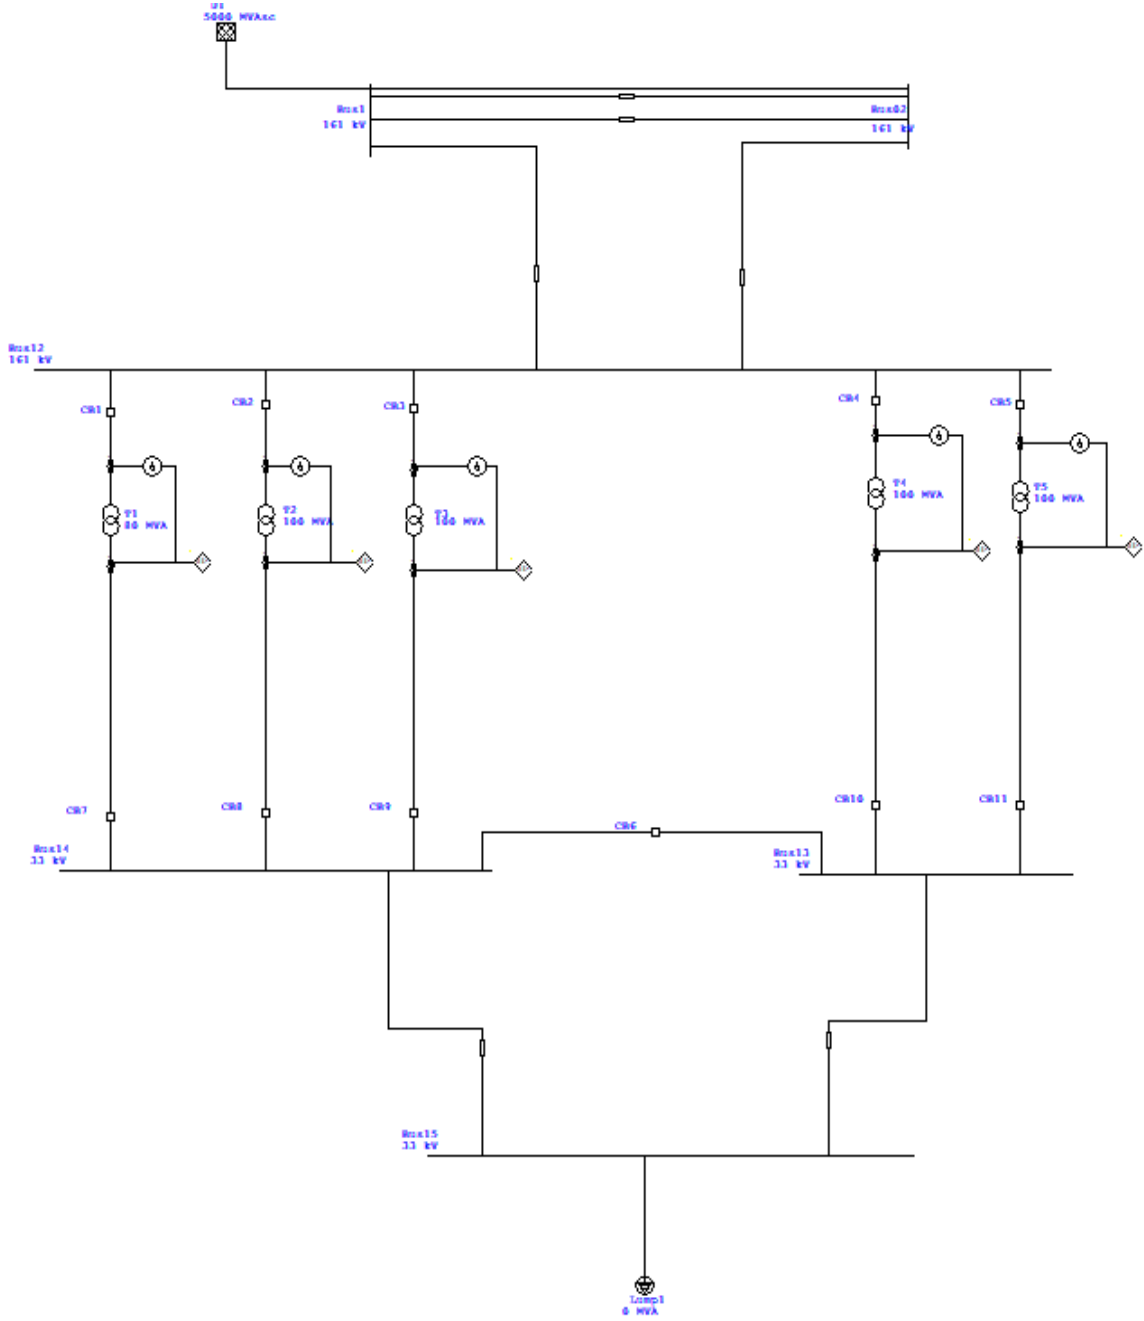 U1
5000 MVAsc
Bus1
161 kV
Bus62
161 kV
Bus12
161 kV
CB1
CB2
CB3
CB4
CB5
T1
80 MVA
T2
100 MVA
T3
100 MVA
T4
100 MVA
T5
100 MVA
CB7
CB8
CB9
CB10
CB11
CB6
Bus14
33 kV
Bus13
33 kV
Bus15
33 kV
Lump1
0 MVA